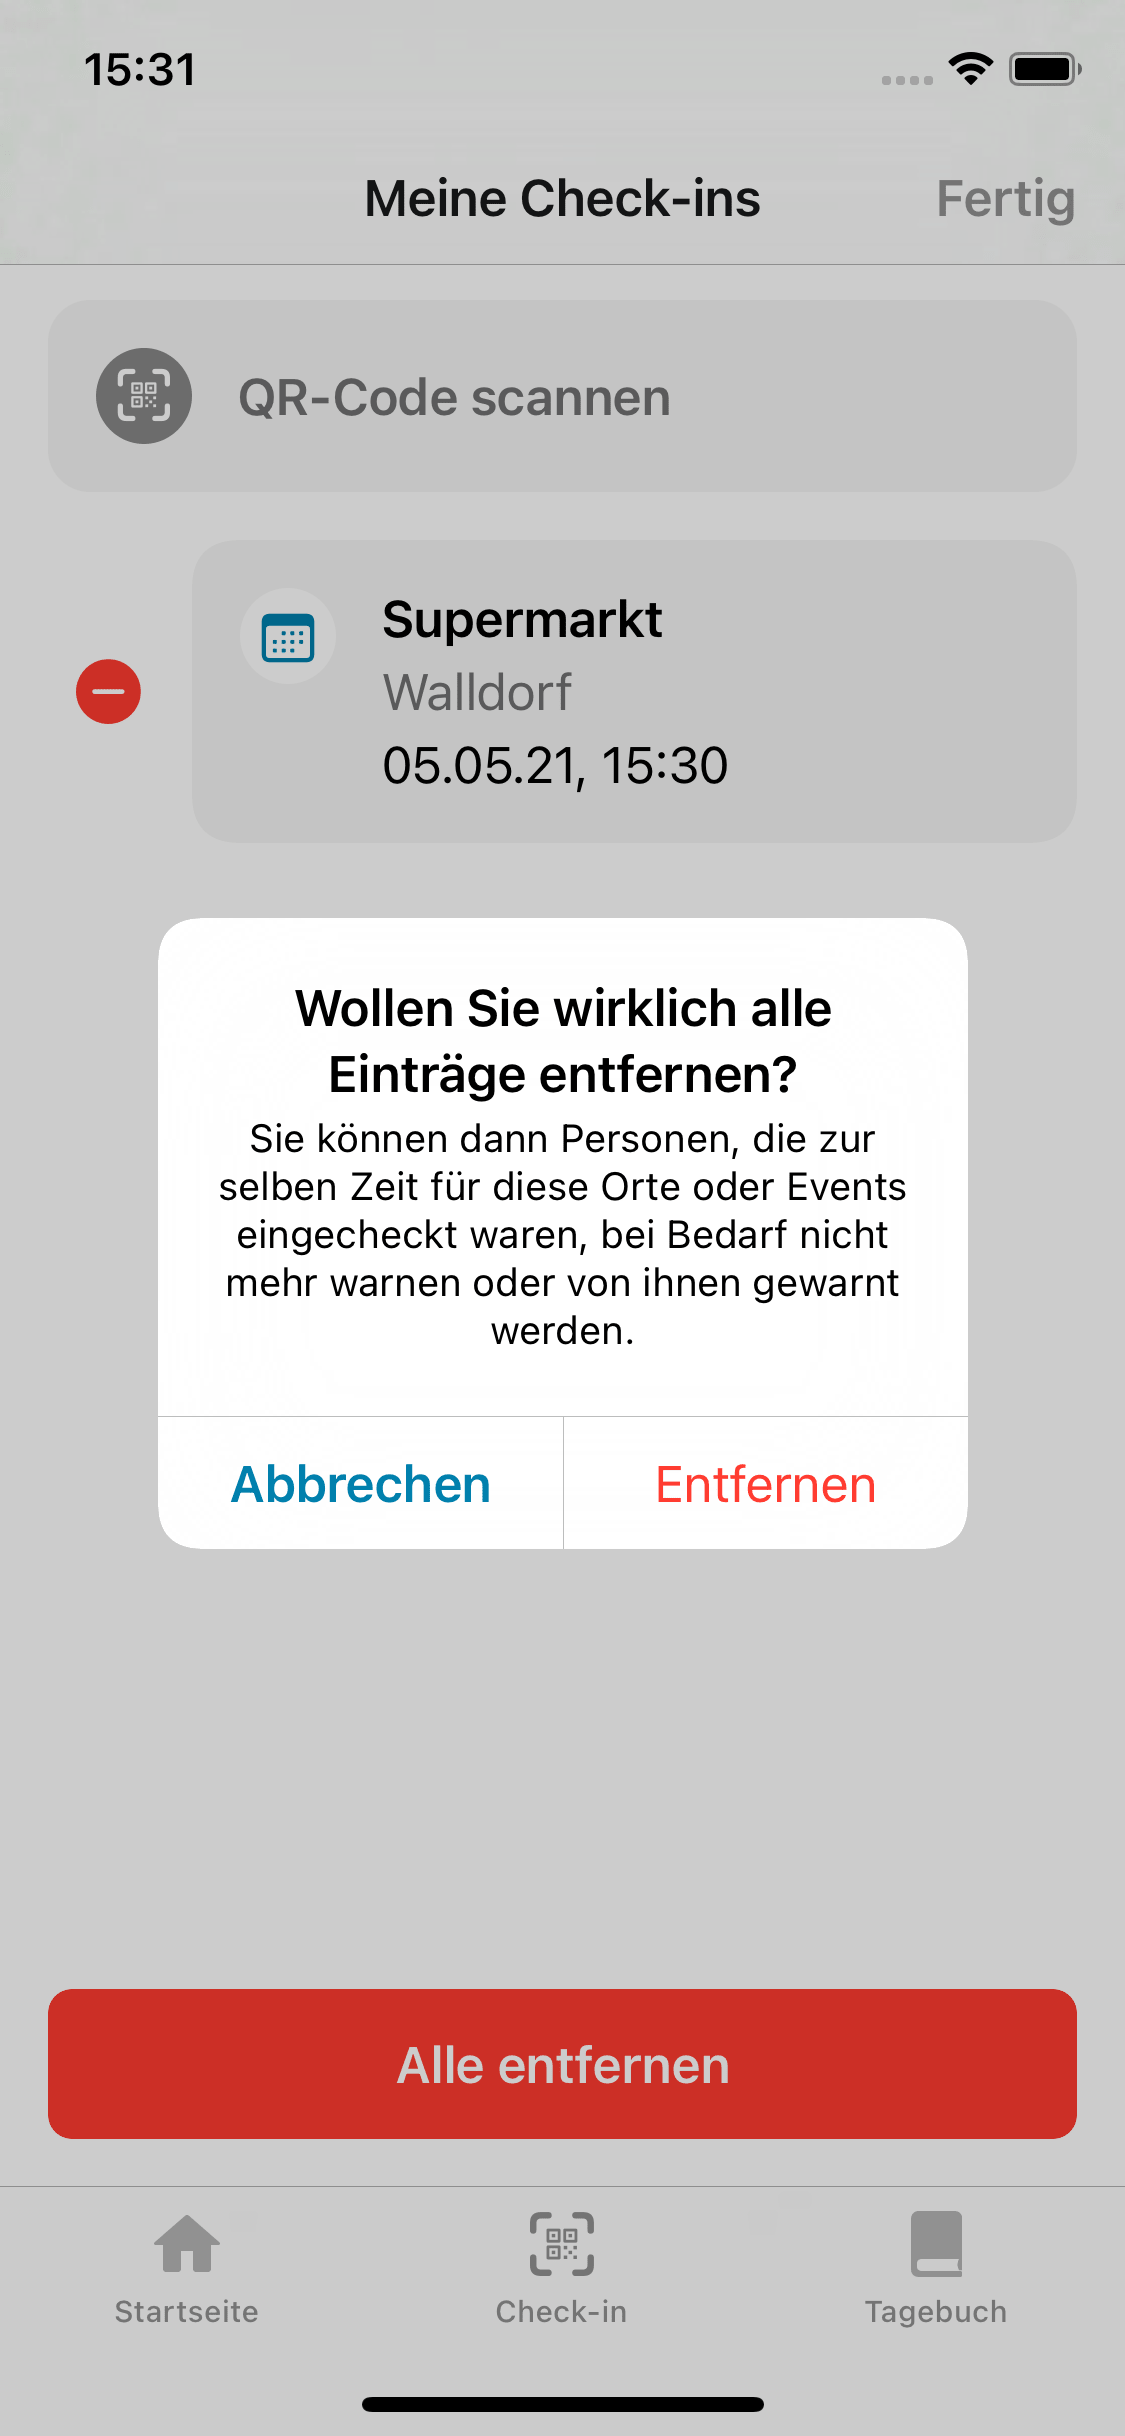 15:31
Meine Check-ins
Fertig
QR-Code scannen
Supermarkt
Walldorf
05.05.21, 15:30
Wollen Sie wirklich alle
Einträge entfernen?
Sie können dann Personen, die zur
selben Zeit für diese Orte oder Events
eingecheckt waren, bei Bedarf nicht
mehr warnen oder von ihnen gewarnt
werden.
Abbrechen
Entfernen
Alle entfernen
Startseite
Check-in
Tagebuch